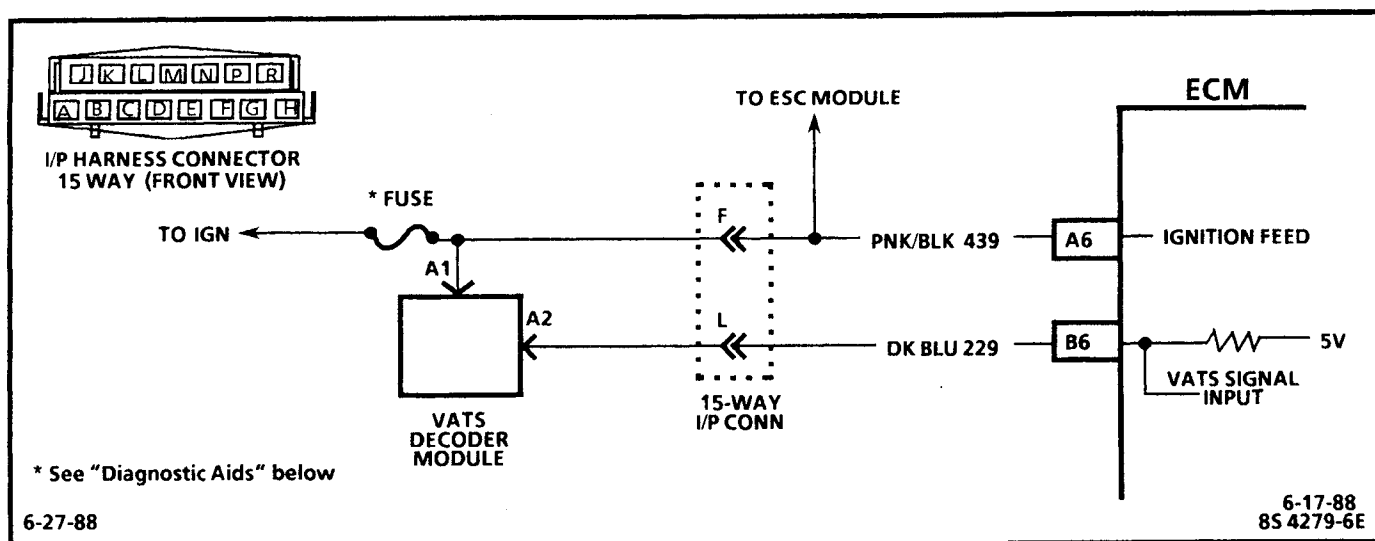 J K L M N P R
A B C D E F G H
I/P HARNESS CONNECTOR
15 WAY (FRONT VIEW)
TO ESC MODULE
ECM
* FUSE
TO IGN
F
PNK/BLK 439
A6
IGNITION FEED
A1
A2
L
DK BLU 229
B6
5V
VATS SIGNAL
INPUT
15-WAY
I/P CONN
VATS
DECODER
MODULE
* See "Diagnostic Aids" below
6-27-88
6-17-88
8S 4279-6E